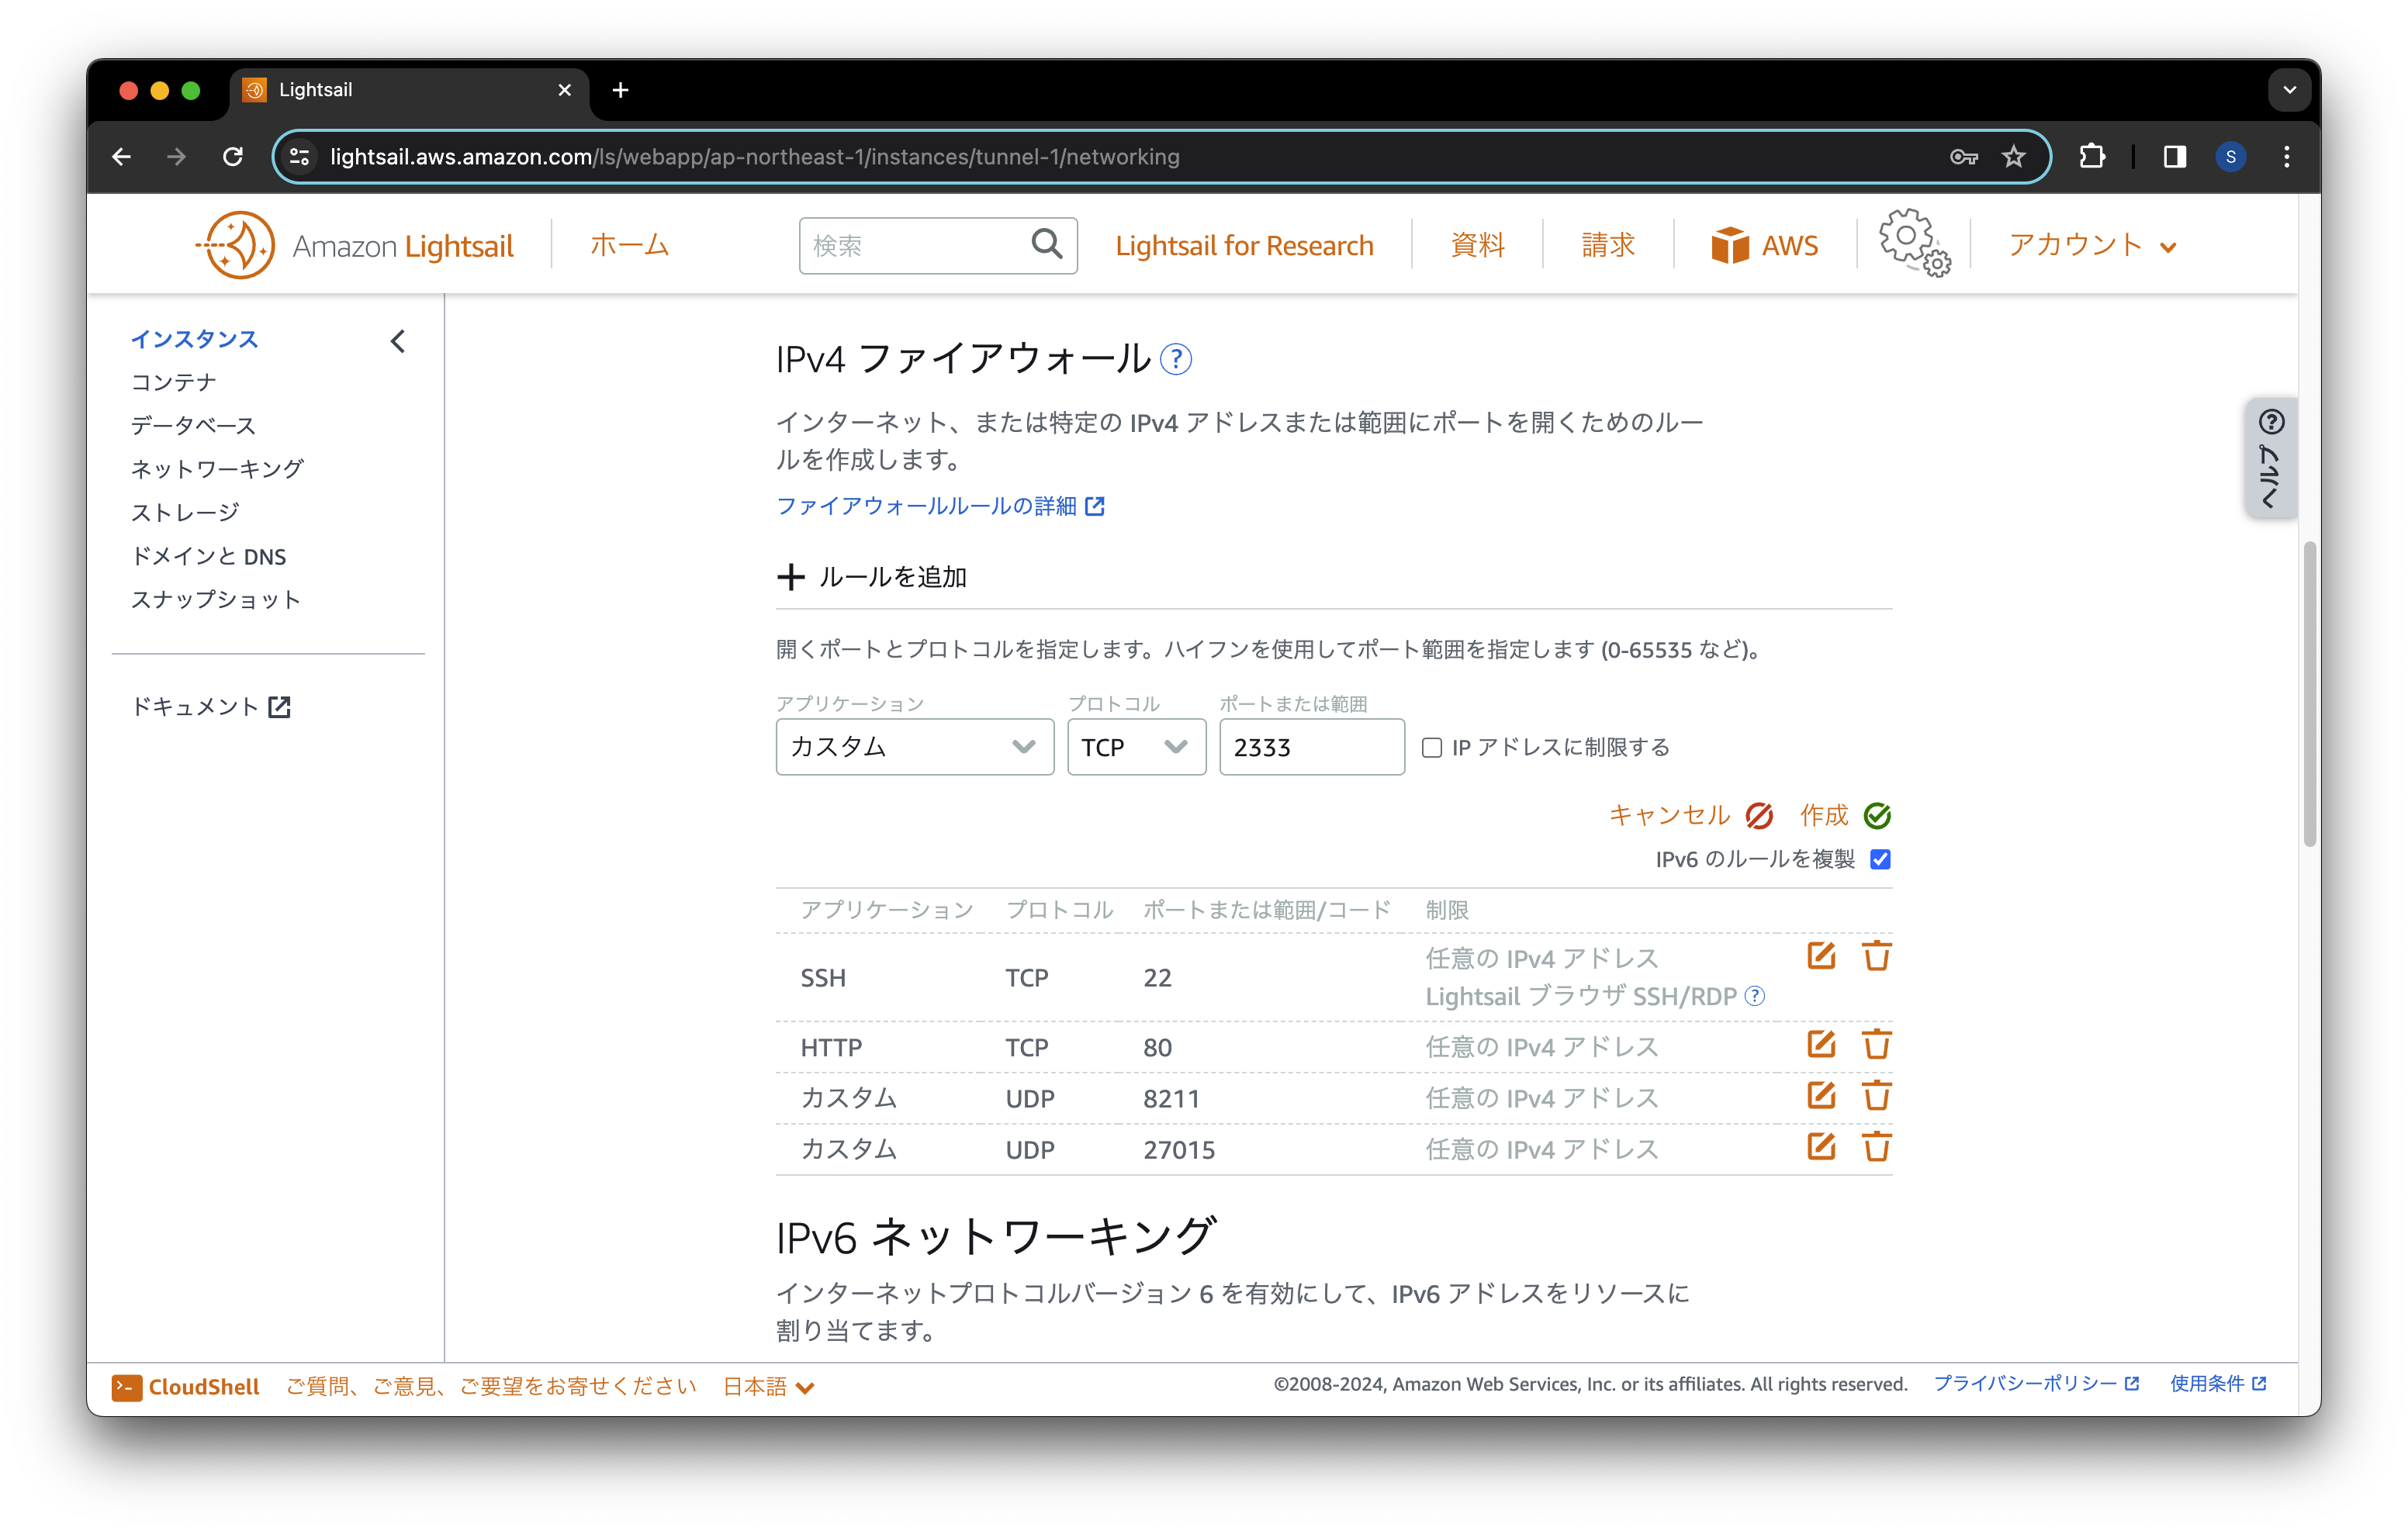 Lightsail
lightsail.aws.amazon.com/ls/webapp/ap-northeast-1/instances/tunnel-1/networking
S
Amazon Lightsail
ホーム
検索
Lightsail for Research
資料
請求
AWS
アカウント
インスタンス
コンテナ
データベース
ネットワーキング
ストレージ
ドメインと DNS
スナップショット
ドキュメント
IPv4 ファイアウォール ?
インターネット、または特定の IPv4 アドレスまたは範囲にポートを開くためのルー
ルを作成します。
ファイアウォールルールの詳細
ルールを追加
開くポートとプロトコルを指定します。ハイフンを使用してポート範囲を指定します (0-65535 など)。
アプリケーション プロトコル ポートまたは範囲
カスタム TCP 2333 IP アドレスに制限する
キャンセル 作成
IPv6 のルールを複製
アプリケーション プロトコル ポートまたは範囲/コード 制限
SSH TCP 22 任意の IPv4 アドレス
Lightsail ブラウザ SSH/RDP ?
HTTP TCP 80 任意の IPv4 アドレス
カスタム UDP 8211 任意の IPv4 アドレス
カスタム UDP 27015 任意の IPv4 アドレス
IPv6 ネットワーキング
インターネットプロトコルバージョン 6 を有効にして、IPv6 アドレスをリソースに
割り当てます。
? ヘルプ
CloudShell ご質問、ご意見、ご要望をお寄せください 日本語
©2008-2024, Amazon Web Services, Inc. or its affiliates. All rights reserved. プライバシーポリシー 使用条件